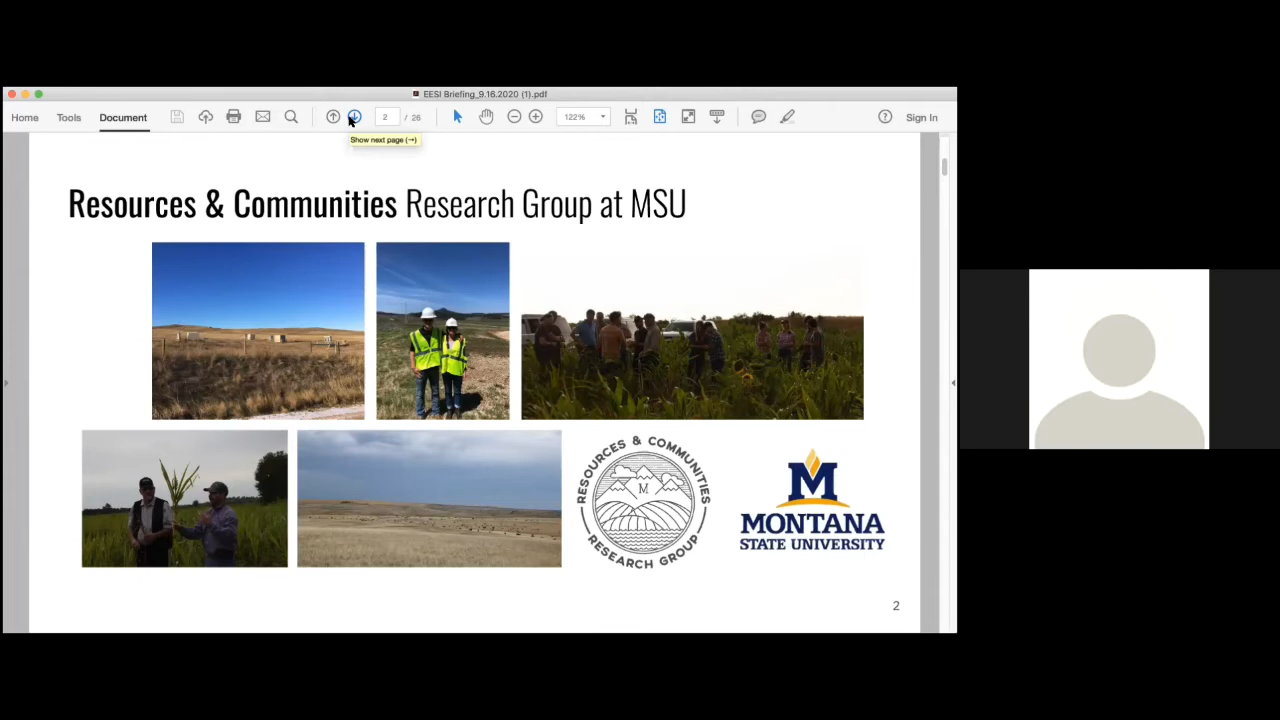 EESI Briefing_9.16.2020 (1).pdf
Home Tools Document 2 / 26 122% Sign In
Show next page (→)
Resources & Communities Research Group at MSU
RESOURCES & COMMUNITIES
M
RESEARCH GROUP
M
MONTANA
STATE UNIVERSITY
2